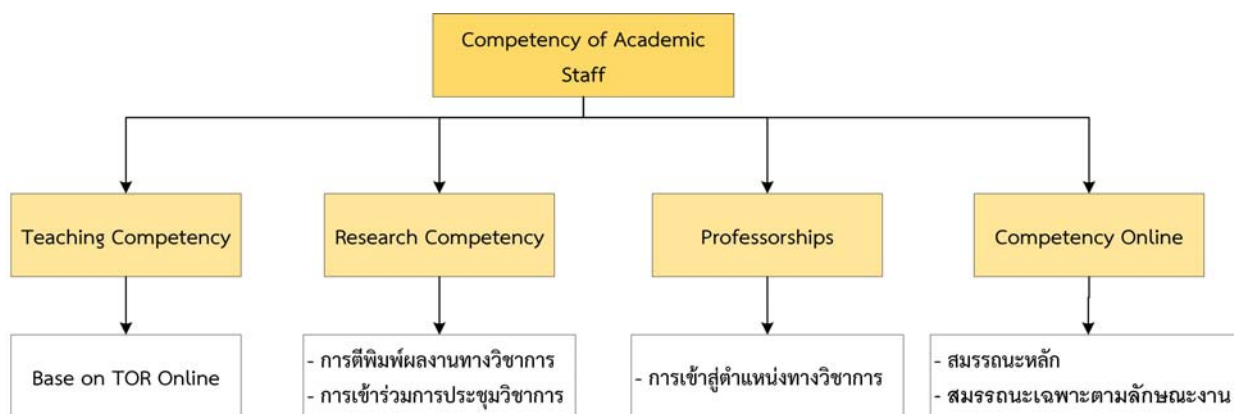 Competency of Academic
Staff
Teaching Competency
Research Competency
Professorships
Competency Online
Base on TOR Online
- การตีพิมพ์ผลงานทางวิชาการ
- การเข้าร่วมการประชุมวิชาการ
- การเข้าสู่ตำแหน่งทางวิชาการ
- สมรรถนะหลัก
- สมรรถนะเฉพาะตามลักษณะงาน